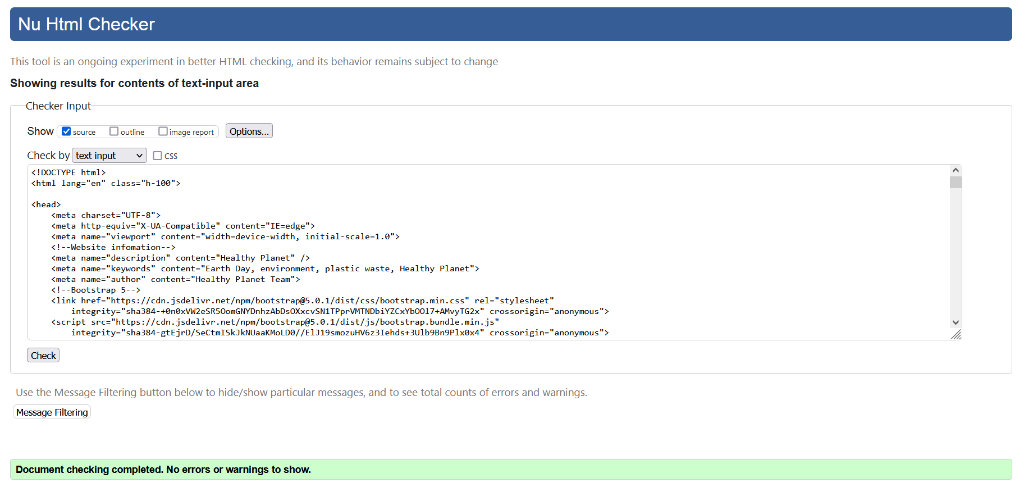 Nu Html Checker
This tool is an ongoing experiment in better HTML checking, and its behavior remains subject to change
Showing results for contents of text-input area
Checker Input
Show source outline image report Options...
Check by text input css
<!DOCTYPE html>
<html lang="en" class="h-100">
<head>
<meta charset="UTF-8">
<meta http-equiv="X-UA-Compatible" content="IE=edge">
<meta name="viewport" content="width=device-width, initial-scale=1.0">
<!--Website infomation-->
<meta name="description" content="Healthy Planet" />
<meta name="keywords" content="Earth Day, environment, plastic waste, Healthy Planet">
<meta name="author" content="Healthy Planet Team">
<!--Bootstrap 5-->
<link href="https://cdn.jsdelivr.net/npm/bootstrap@5.0.1/dist/css/bootstrap.min.css" rel="stylesheet"
integrity="sha384-+0n0xVW2eSR5OomGNYDnhzAbDsOXxcvSN1TPprVMTNDbiYZCxYbOOl7+AMvyTG2x" crossorigin="anonymous">
<script src="https://cdn.jsdelivr.net/npm/bootstrap@5.0.1/dist/js/bootstrap.bundle.min.js"
crossorigin="anonymous">
Check
Use the Message Filtering button below to hide/show particular messages, and to see total counts of errors and warnings.
Message Filtering
Document checking completed. No errors or warnings to show.